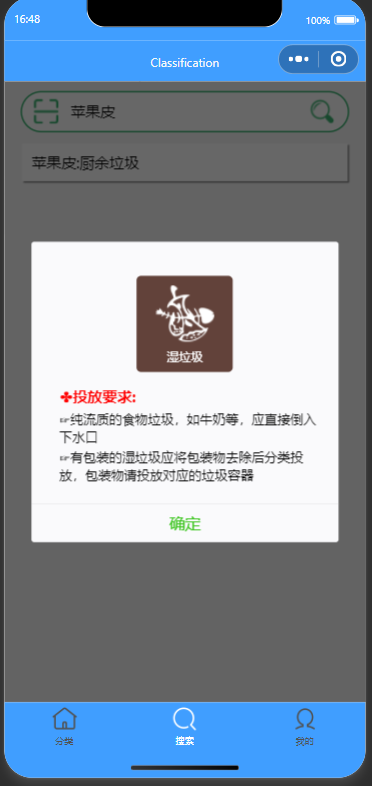 16:48
100%
Classification
苹果皮
苹果皮:厨余垃圾
湿垃圾
✤投放要求:
☞纯流质的食物垃圾，如牛奶等，应直接倒入
下水口
☞有包装的湿垃圾应将包装物去除后分类投
放，包装物请投放对应的垃圾容器
确定
分类
搜索
我的